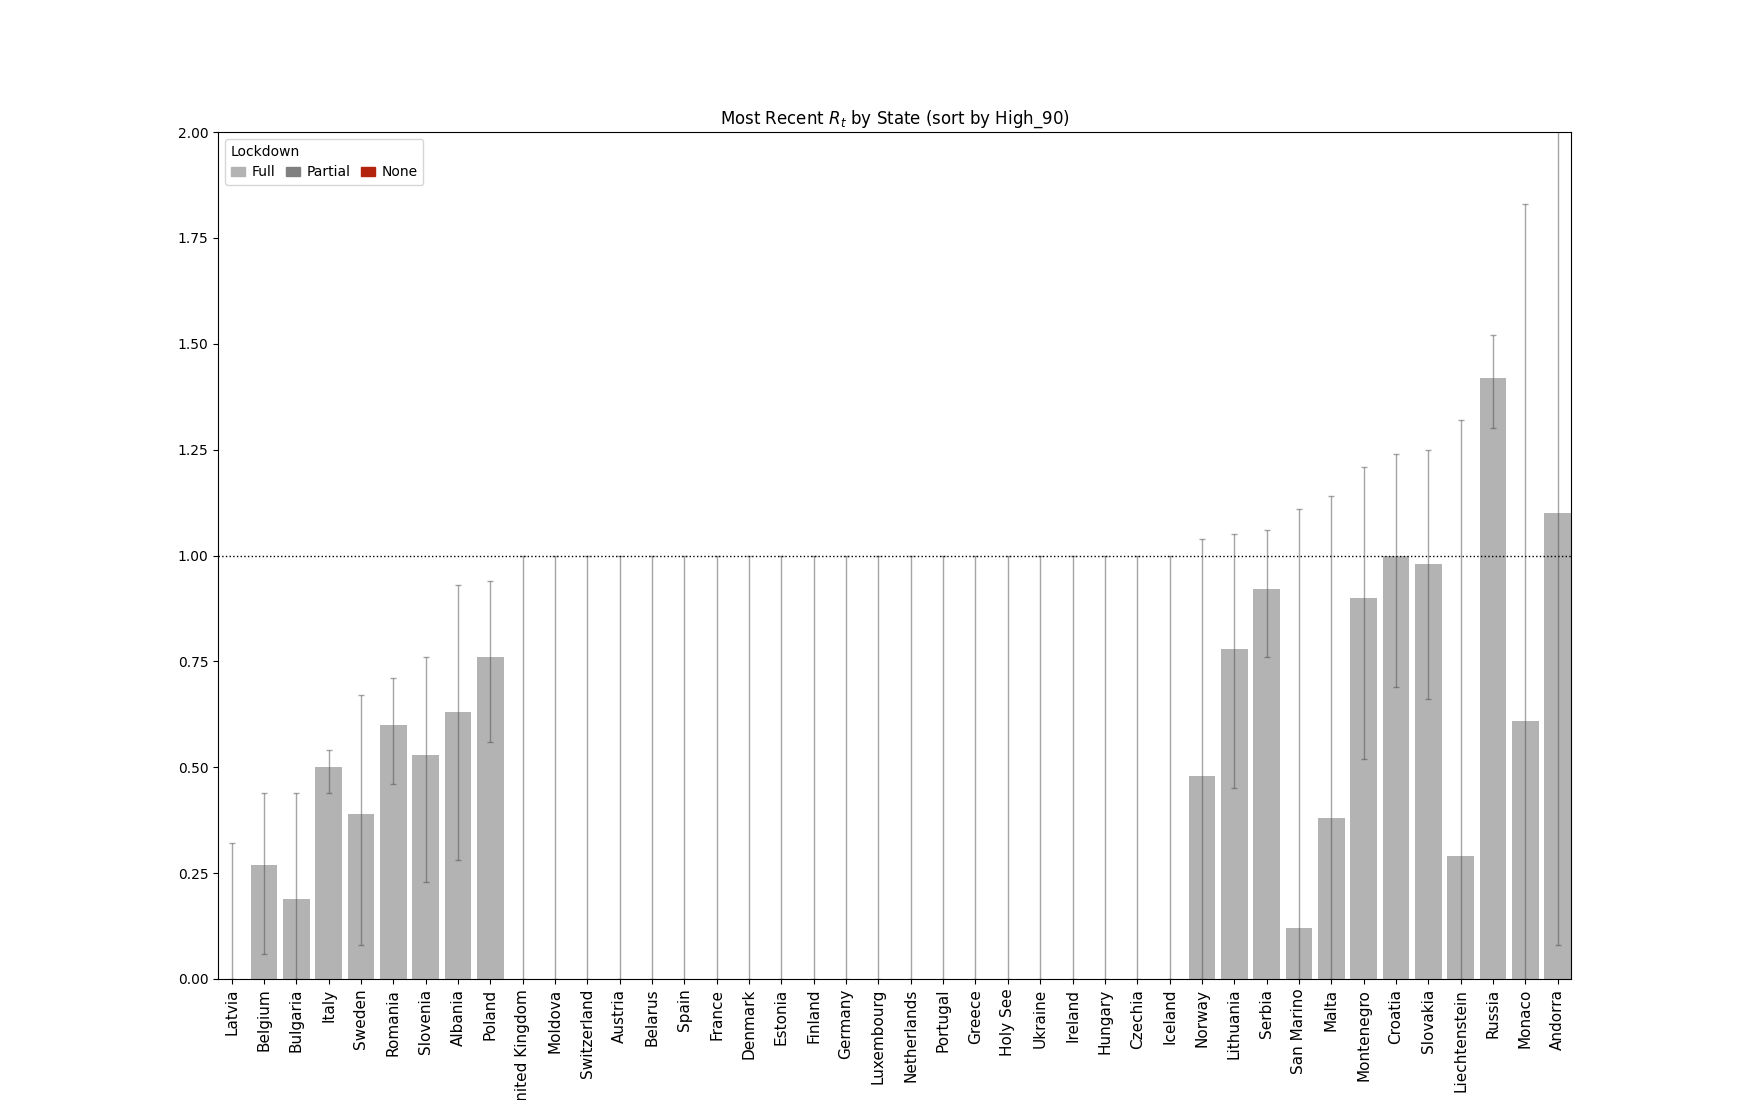 Most Recent R_t by State (sort by High_90)
Lockdown
Full Partial None
2.00
1.75
1.50
1.25
1.00
0.75
0.50
0.25
0.00
Latvia
Belgium
Bulgaria
Italy
Sweden
Romania
Slovenia
Albania
Poland
nited Kingdom
Moldova
Switzerland
Austria
Belarus
Spain
France
Denmark
Estonia
Finland
Germany
Luxembourg
Netherlands
Portugal
Greece
Holy See
Ukraine
Ireland
Hungary
Czechia
Iceland
Norway
Lithuania
Serbia
San Marino
Malta
Montenegro
Croatia
Slovakia
Liechtenstein
Russia
Monaco
Andorra